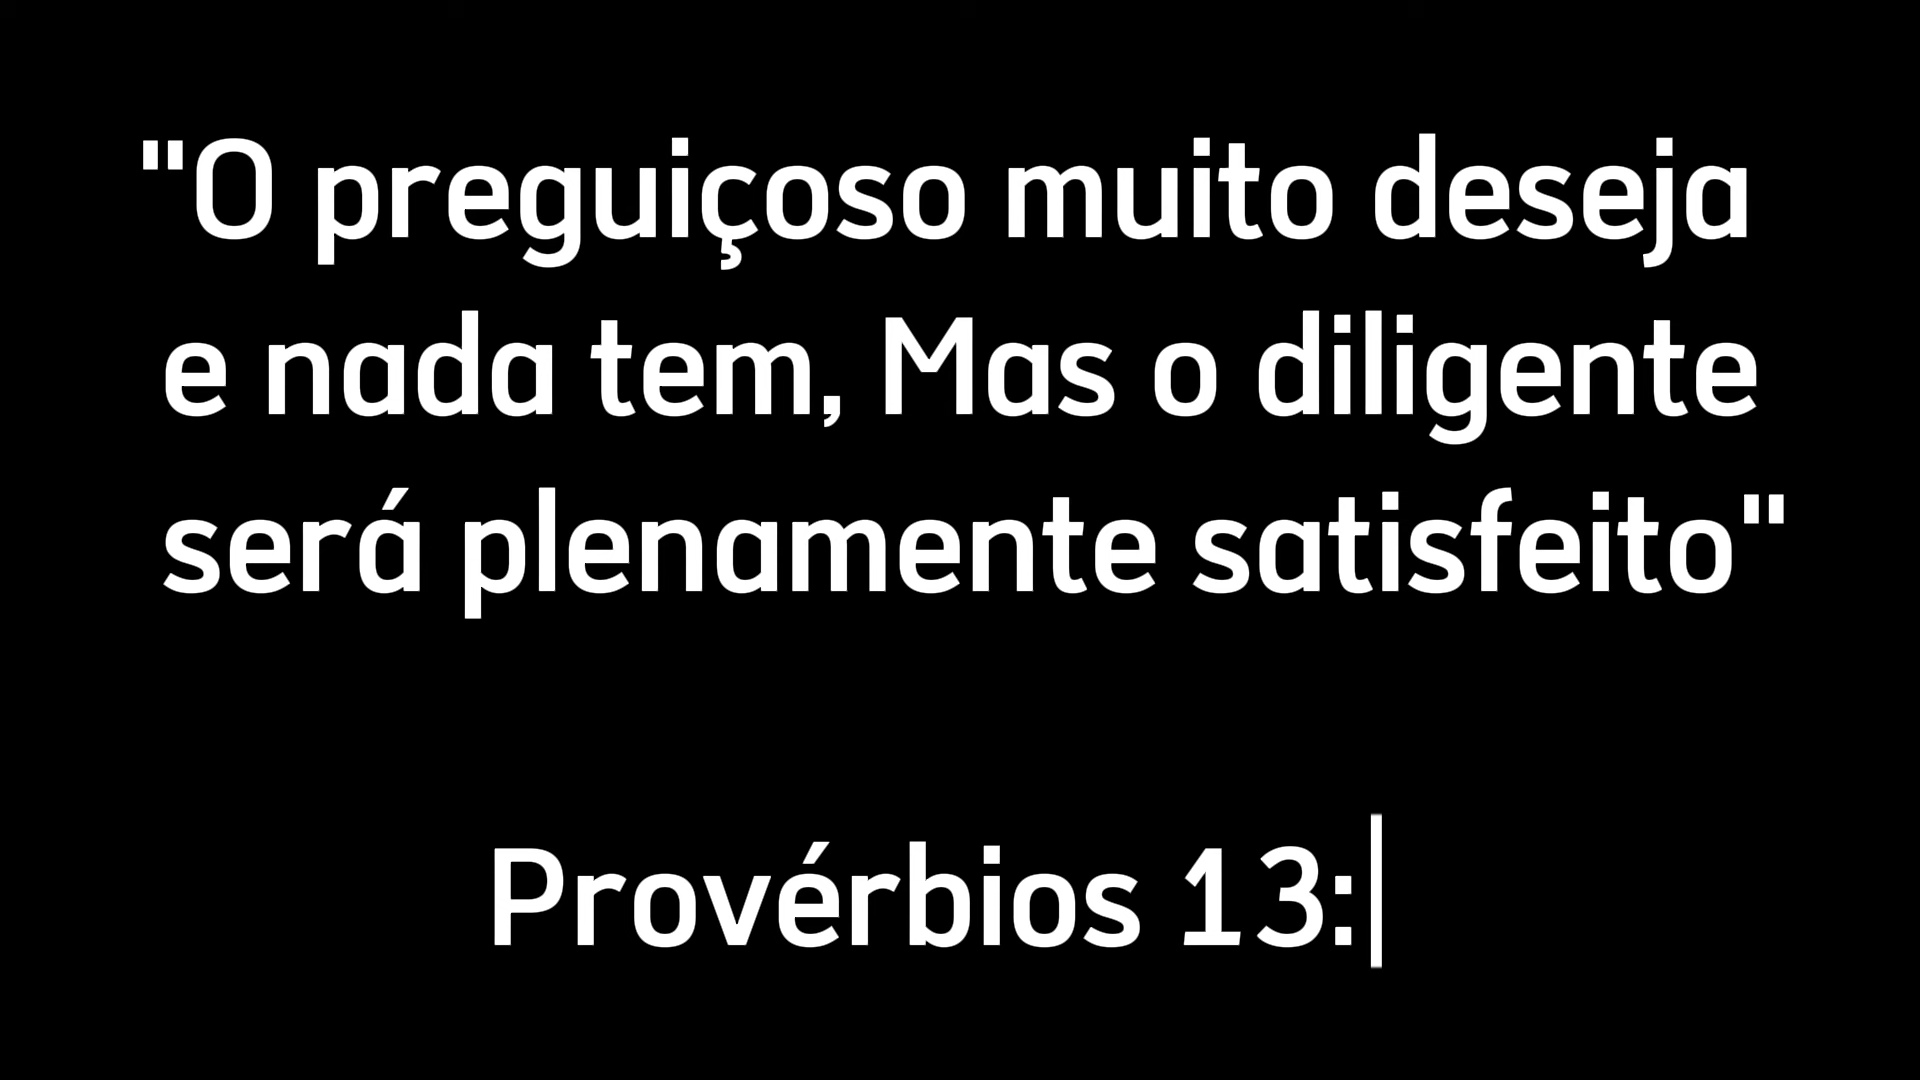 "O preguiçoso muito deseja
e nada tem, Mas o diligente
será plenamente satisfeito"
Provérbios 13: